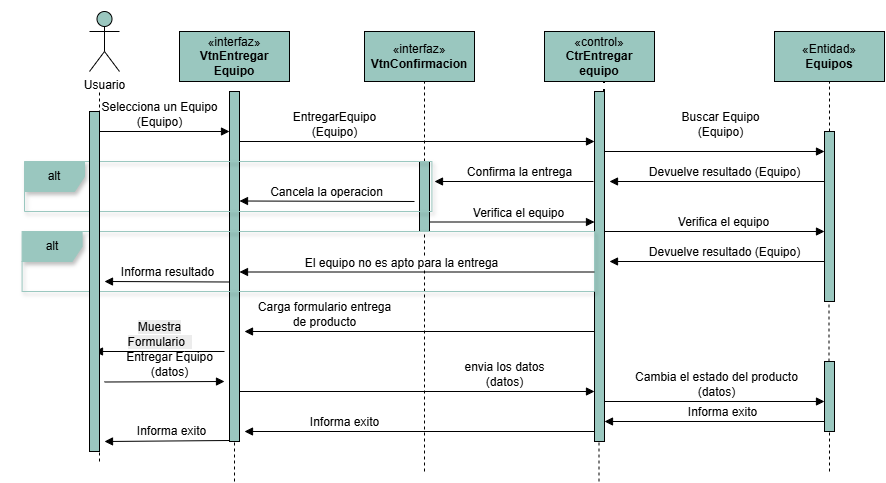 Usuario
«interfaz»
VtnEntregar
Equipo
«interfaz»
VtnConfirmacion
«control»
CtrEntregar
equipo
«Entidad»
Equipos
Selecciona un Equipo
(Equipo)
EntregarEquipo
(Equipo)
Buscar Equipo
(Equipo)
alt
Confirma la entrega
Devuelve resultado (Equipo)
Cancela la operacion
Verifica el equipo
Verifica el equipo
alt
Devuelve resultado (Equipo)
El equipo no es apto para la entrega
Informa resultado
Carga formulario entrega
de producto
Muestra
Formulario
Entregar Equipo
(datos)
envia los datos
(datos)
Cambia el estado del producto
(datos)
Informa exito
Informa exito
Informa exito